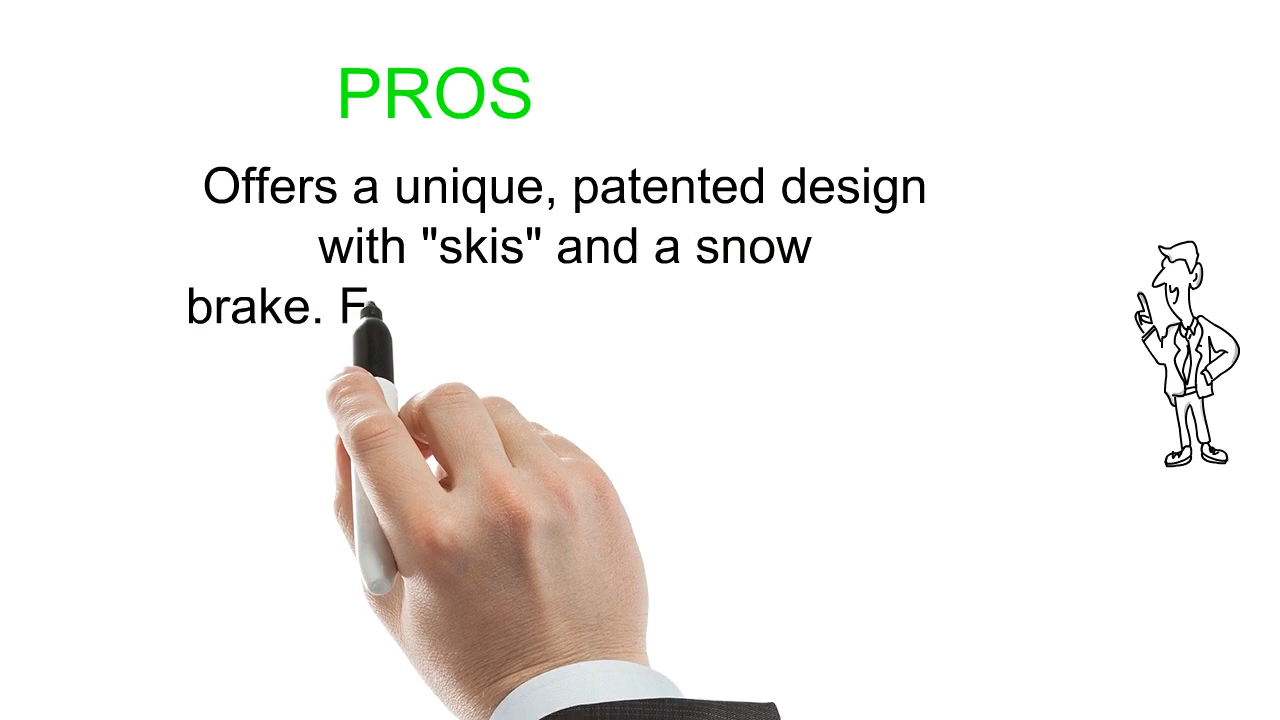 PROS
Offers a unique, patented design
with "skis" and a snow
brake. F